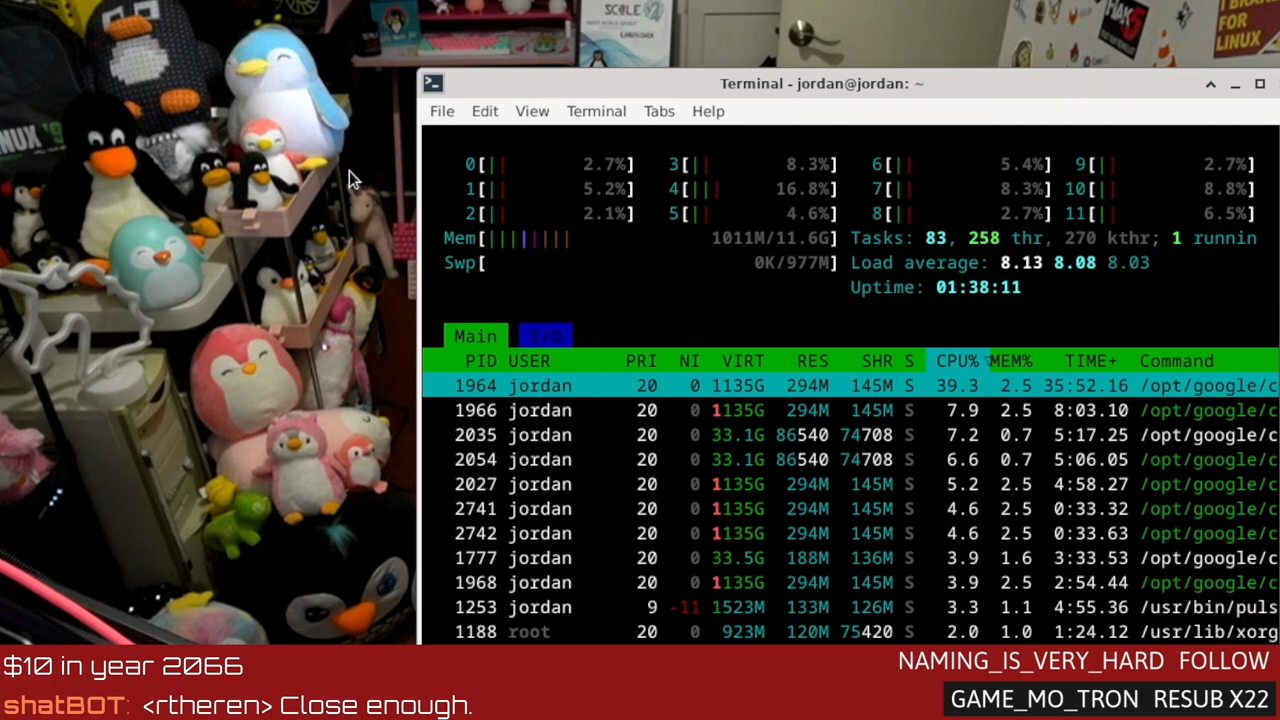 SCaLE
HAK5
I BRAKE
FOR
LINUX
NUX '9
Terminal - jordan@jordan: ~
File Edit View Terminal Tabs Help
0[|| 2.7%] 3[|| 8.3%] 6[|| 5.4%] 9[|| 2.7%]
1[|| 5.2%] 4[|||| 16.8%] 7[|| 8.3%] 10[|| 8.8%]
2[|| 2.1%] 5[|| 4.6%] 8[|| 2.7%] 11[|| 6.5%]
Mem[||||||||| 1011M/11.6G] Tasks: 83, 258 thr, 270 kthr; 1 runnin
Swp[ 0K/977M] Load average: 8.13 8.08 8.03
Uptime: 01:38:11
Main I/O
PID USER PRI NI VIRT RES SHR S CPU%▽MEM% TIME+ Command
1964 jordan 20 0 1135G 294M 145M S 39.3 2.5 35:52.16 /opt/google/c
1966 jordan 20 0 1135G 294M 145M S 7.9 2.5 8:03.10 /opt/google/c
2035 jordan 20 0 33.1G 86540 74708 S 7.2 0.7 5:17.25 /opt/google/c
2054 jordan 20 0 33.1G 86540 74708 S 6.6 0.7 5:06.05 /opt/google/c
2027 jordan 20 0 1135G 294M 145M S 5.2 2.5 4:58.27 /opt/google/c
2741 jordan 20 0 1135G 294M 145M S 4.6 2.5 0:33.32 /opt/google/c
2742 jordan 20 0 1135G 294M 145M S 4.6 2.5 0:33.63 /opt/google/c
1777 jordan 20 0 33.5G 188M 136M S 3.9 1.6 3:33.53 /opt/google/c
1968 jordan 20 0 1135G 294M 145M S 3.9 2.5 2:54.44 /opt/google/c
1253 jordan 9 -11 1523M 133M 126M S 3.3 1.1 4:55.36 /usr/bin/puls
1188 root 20 0 923M 120M 75420 S 2.0 1.0 1:24.12 /usr/lib/xorg
$10 in year 2066
NAMING_IS_VERY_HARD FOLLOW
shatBOT: <rtheren> Close enough.
GAME_MO_TRON RESUB X22